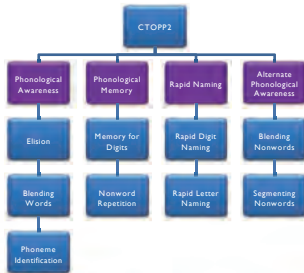 CTOPP2
Phonological
Awareness
Phonological
Memory
Rapid Naming
Alternate
Phonological
Awareness
Elision
Memory for
Digits
Rapid Digit
Naming
Blending
Nonwords
Blending
Words
Nonword
Repetition
Rapid Letter
Naming
Segmenting
Nonwords
Phoneme
Identification